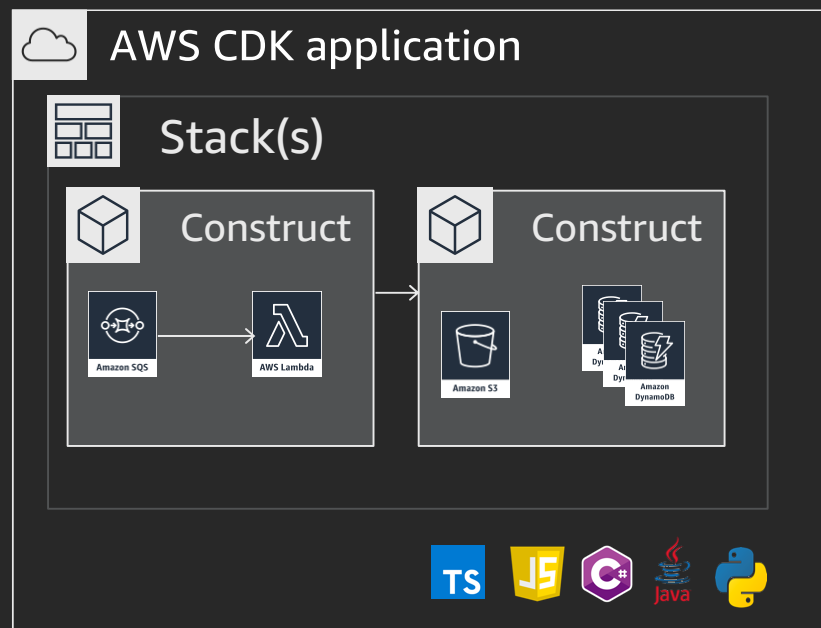 AWS CDK application
Stack(s)
Construct
Construct
Amazon SQS
AWS Lambda
Amazon S3
Amazon
DynamoDB
TS
JS
C#
Java